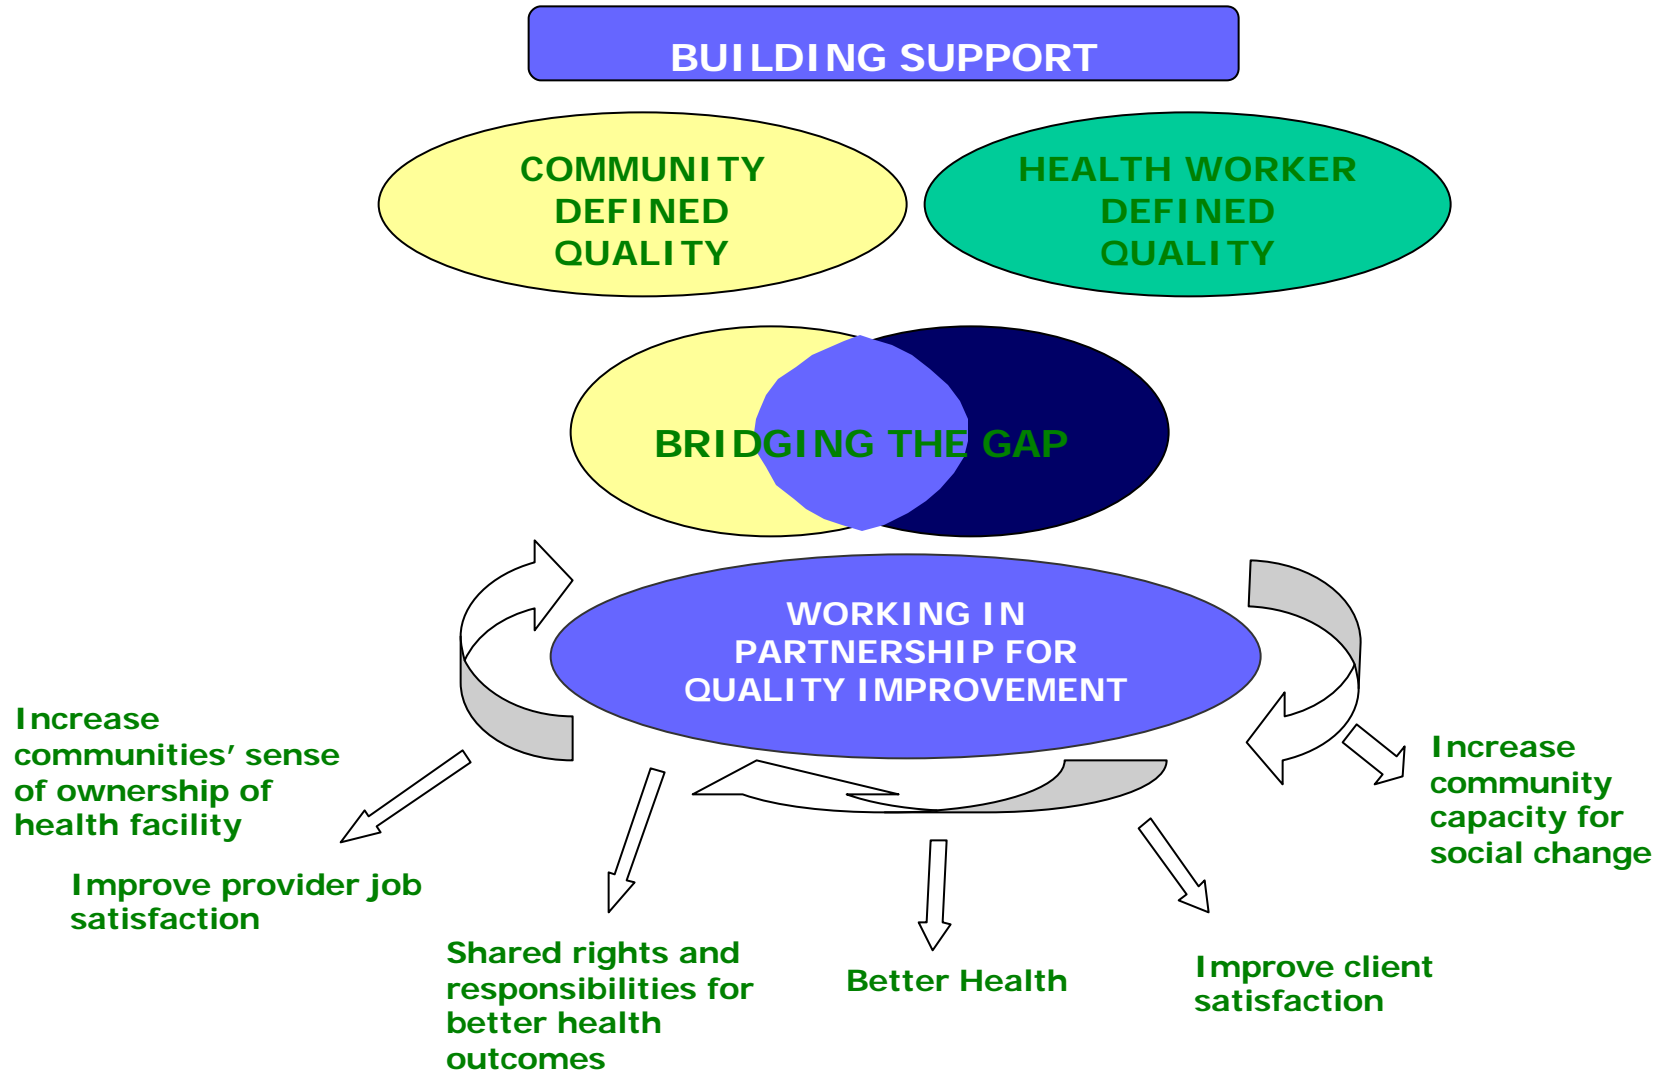 BUILDING SUPPORT
COMMUNITY
DEFINED
QUALITY
HEALTH WORKER
DEFINED
QUALITY
BRIDGING THE GAP
WORKING IN
PARTNERSHIP FOR
QUALITY IMPROVEMENT
Increase
communities’ sense
of ownership of
health facility
Improve provider job
satisfaction
Shared rights and
responsibilities for
better health
outcomes
Better Health
Improve client
satisfaction
Increase
community
capacity for
social change